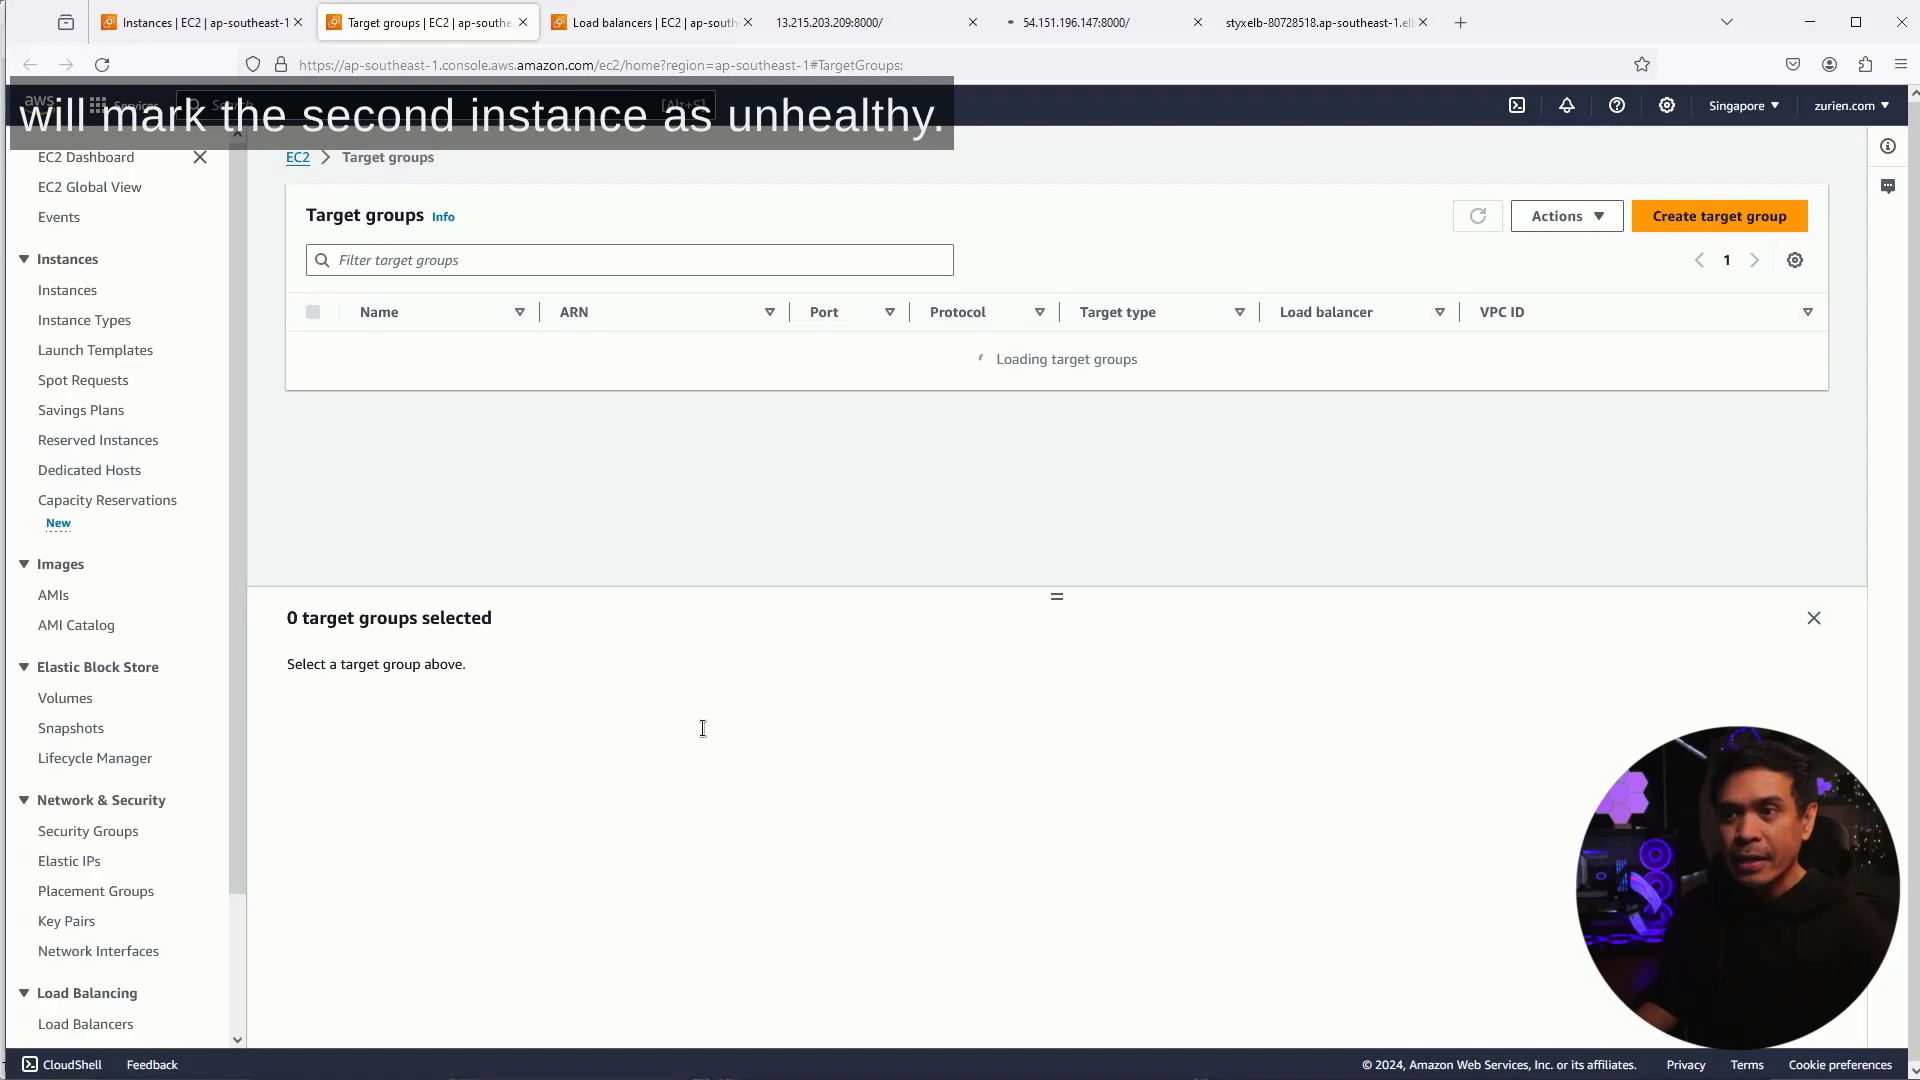 Instances | EC2 | ap-southeast-1
Target groups | EC2 | ap-southe
Load balancers | EC2 | ap-south
13.215.203.209:8000/
54.151.196.147:8000/
styxelb-80728518.ap-southeast-1.el
https://ap-southeast-1.console.aws.amazon.com/ec2/home?region=ap-southeast-1#TargetGroups:
aws
Services
Search
[Alt+S]
Singapore
zurien.com
will mark the second instance as unhealthy.
EC2 Dashboard
EC2 Global View
Events
Instances
Instances
Instance Types
Launch Templates
Spot Requests
Savings Plans
Reserved Instances
Dedicated Hosts
Capacity Reservations
New
Images
AMIs
AMI Catalog
Elastic Block Store
Volumes
Snapshots
Lifecycle Manager
Network & Security
Security Groups
Elastic IPs
Placement Groups
Key Pairs
Network Interfaces
Load Balancing
Load Balancers
EC2 > Target groups
Target groups Info
Actions
Create target group
Filter target groups
1
Name ARN Port Protocol Target type Load balancer VPC ID
Loading target groups
0 target groups selected
Select a target group above.
CloudShell Feedback
© 2024, Amazon Web Services, Inc. or its affiliates. Privacy Terms Cookie preferences